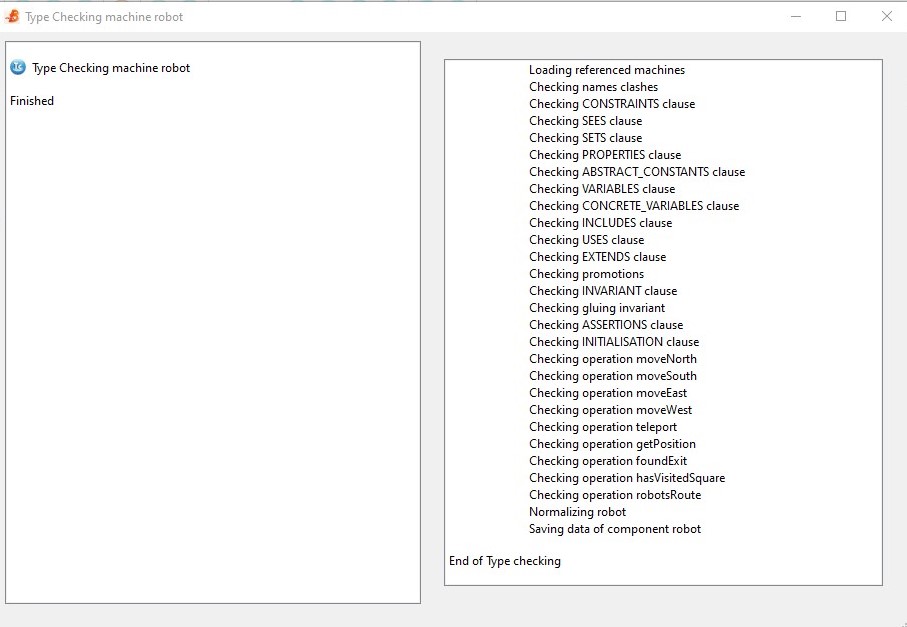 Type Checking machine robot
Type Checking machine robot
Finished
Loading referenced machines
Checking names clashes
Checking CONSTRAINTS clause
Checking SEES clause
Checking SETS clause
Checking PROPERTIES clause
Checking ABSTRACT_CONSTANTS clause
Checking VARIABLES clause
Checking CONCRETE_VARIABLES clause
Checking INCLUDES clause
Checking USES clause
Checking EXTENDS clause
Checking promotions
Checking INVARIANT clause
Checking gluing invariant
Checking ASSERTIONS clause
Checking INITIALISATION clause
Checking operation moveNorth
Checking operation moveSouth
Checking operation moveEast
Checking operation moveWest
Checking operation teleport
Checking operation getPosition
Checking operation foundExit
Checking operation hasVisitedSquare
Checking operation robotsRoute
Normalizing robot
Saving data of component robot
End of Type checking